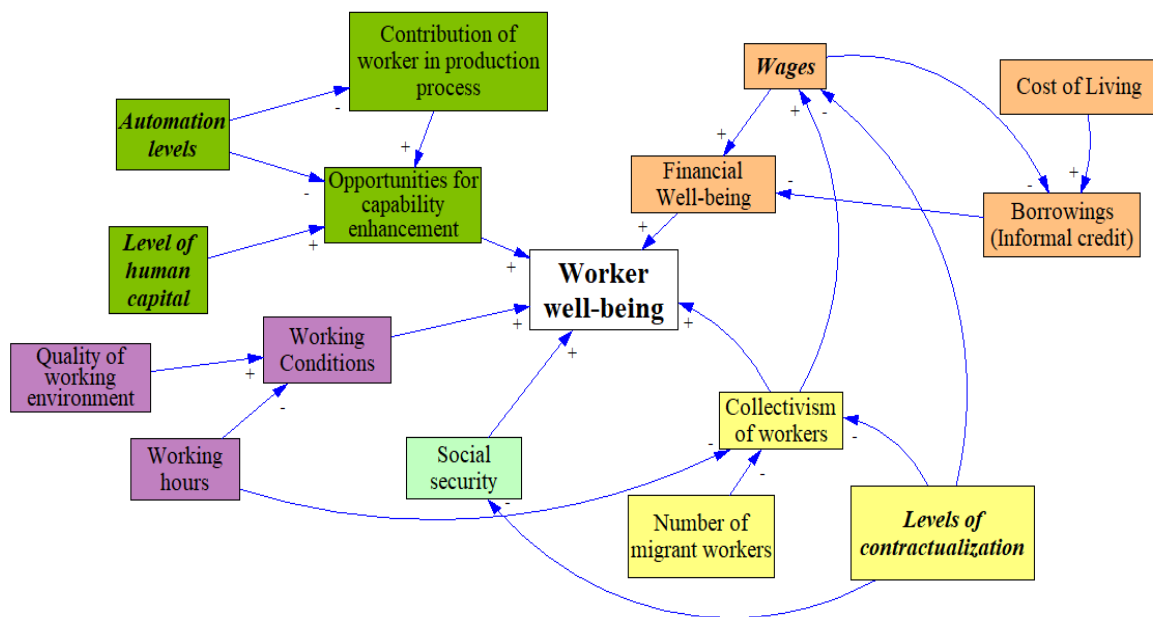 Contribution of
worker in production
process
Wages
Cost of Living
Automation
levels
-
+
-
+
+
-
-
+
-
Opportunities for
capability
enhancement
Financial
Well-being
Borrowings
(Informal credit)
Level of
human
capital
+
+
+
Worker
well-being
Working
Conditions
+
+
+
Quality of
working
environment
+
-
Collectivism
of workers
-
-
-
Working
hours
Social
security
-
Number of
migrant workers
Levels of
contractualization